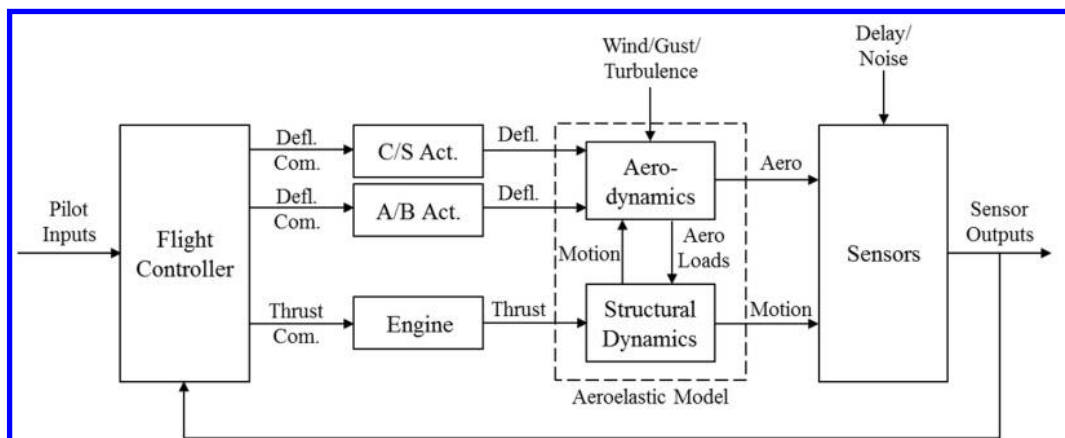 Wind/Gust/
Turbulence
Delay/
Noise
Pilot
Inputs
Flight
Controller
Defl.
Com.
C/S Act.
Defl.
Defl.
Com.
A/B Act.
Defl.
Thrust
Com.
Engine
Thrust
Aero-
dynamics
Motion
Aero
Loads
Structural
Dynamics
Aeroelastic Model
Aero
Motion
Sensors
Sensor
Outputs